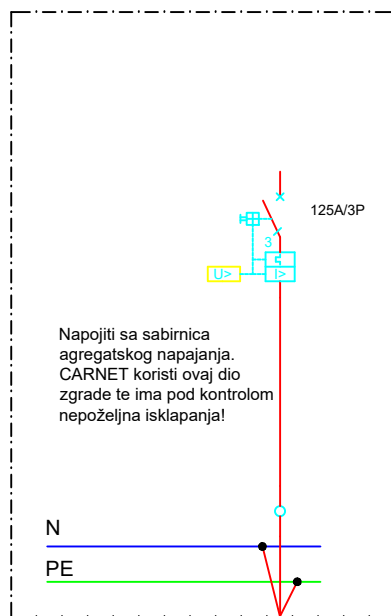 125A/3P
3
U>
I>
Napojiti sa sabirnica
agregatskog napajanja.
CARNET koristi ovaj dio
zgrade te ima pod kontrolom
nepoželjna isklapanja!
N
PE